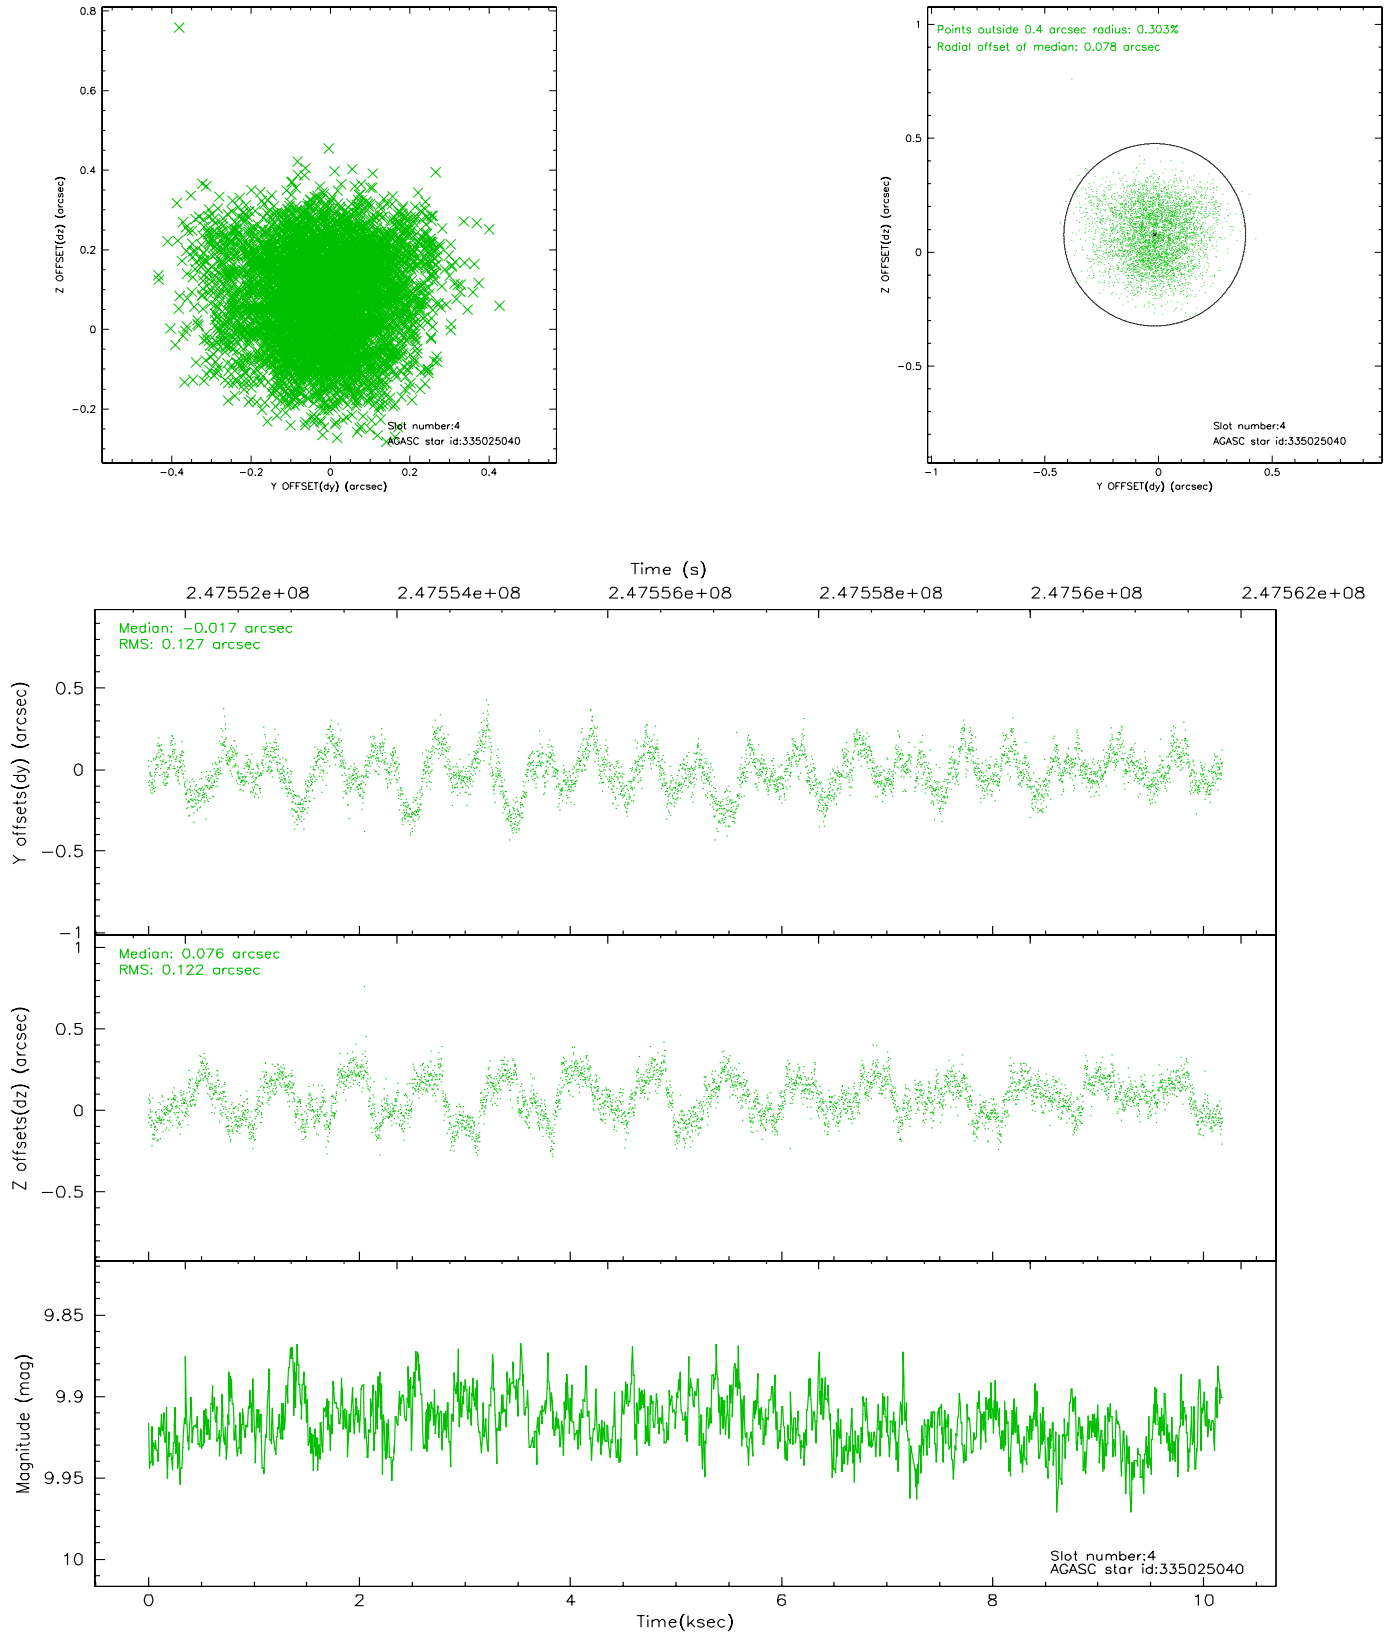 0.8
0.6
0.4
0.2
0
−0.2
Z OFFSET(dz) (arcsec)
−0.4
−0.2
0
0.2
0.4
Y OFFSET(dy) (arcsec)
Slot number:4
AGASC star id:335025040
Points outside 0.4 arcsec radius: 0.303%
Radial offset of median: 0.078 arcsec
1
0.5
0
−0.5
Z OFFSET(dz) (arcsec)
−1
−0.5
0
0.5
Y OFFSET(dy) (arcsec)
Slot number:4
AGASC star id:335025040
Time (s)
2.47552e+08
2.47554e+08
2.47556e+08
2.47558e+08
2.4756e+08
2.47562e+08
Median: −0.017 arcsec
RMS: 0.127 arcsec
0.5
0
−0.5
−1
Y offsets(dy) (arcsec)
Median: 0.076 arcsec
RMS: 0.122 arcsec
1
0.5
0
−0.5
Z offsets(dz) (arcsec)
9.85
9.9
9.95
10
Magnitude (mag)
Slot number:4
AGASC star id:335025040
0
2
4
6
8
10
Time(ksec)